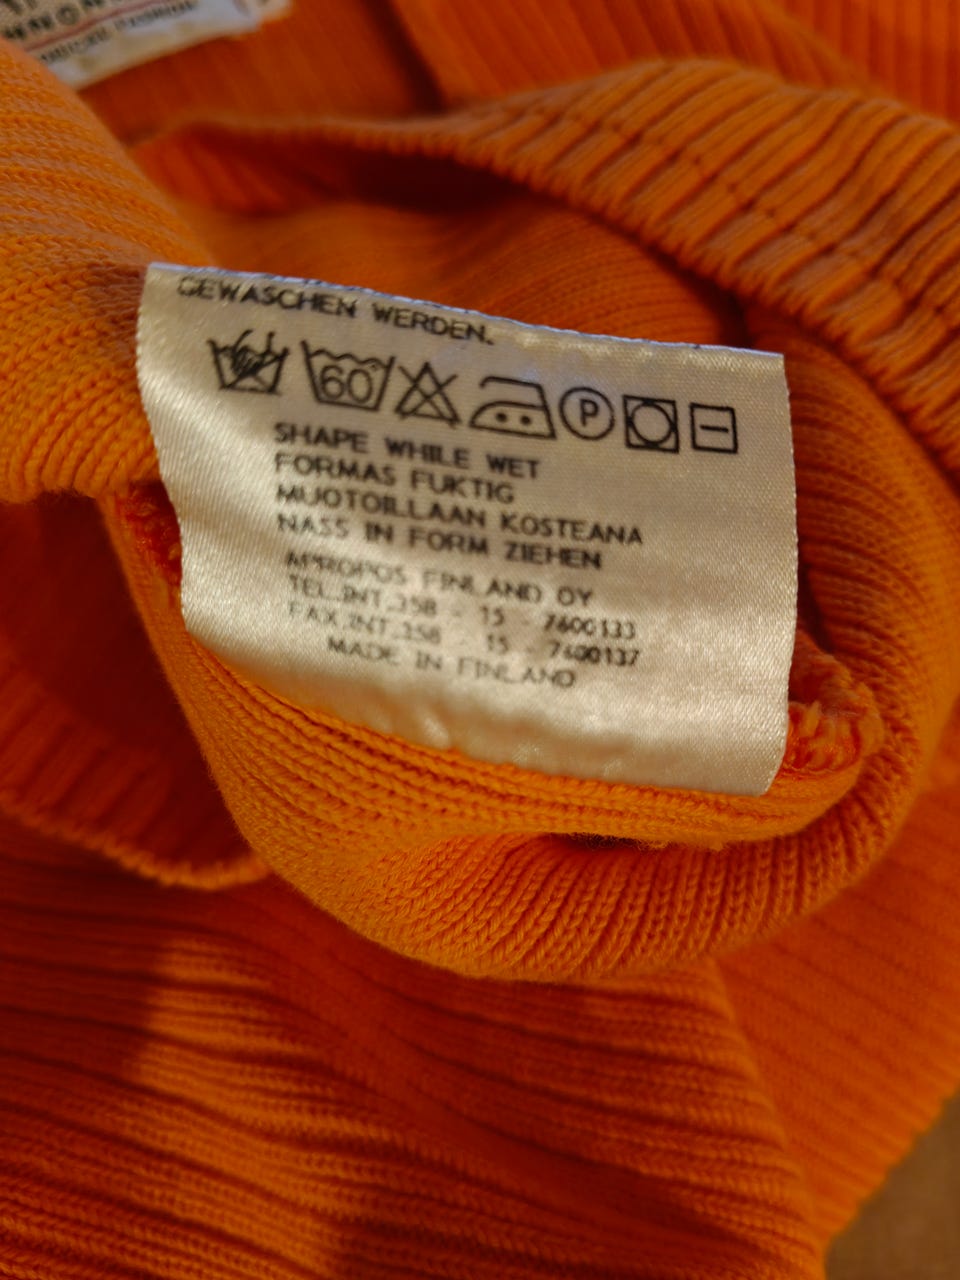 GEWASCHEN WERDEN.
60 P
SHAPE WHILE WET
FORMAS FUKTIG
MUOTOILLAAN KOSTEANA
NASS IN FORM ZIEHEN
APROPOS FINLAND OY
TEL.INT.358 - 15 - 7600133
FAX.INT.358 - 15 - 7600137
MADE IN FINLAND